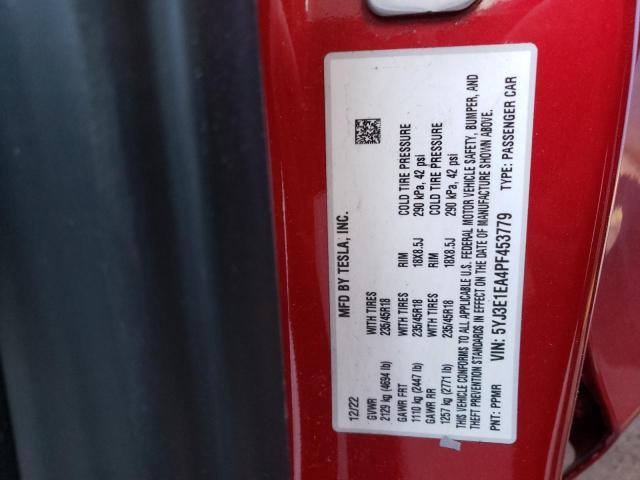 MFD BY TESLA, INC.
12/22
GVWR WITH TIRES RIM COLD TIRE PRESSURE
2129 kg (4694 lb) 235/45R18 18X8.5J 290 kPa, 42 psi
GAWR FRT WITH TIRES RIM COLD TIRE PRESSURE
1110 kg (2447 lb) 235/45R18 18X8.5J 290 kPa, 42 psi
GAWR RR
1257 kg (2771 lb) 235/45R18
THIS VEHICLE CONFORMS TO ALL APPLICABLE U.S. FEDERAL MOTOR VEHICLE SAFETY, BUMPER, AND
THEFT PREVENTION STANDARDS IN EFFECT ON THE DATE OF MANUFACTURE SHOWN ABOVE.
VIN: 5YJ3E1EA4PF453779
PNT: PPMR TYPE: PASSENGER CAR